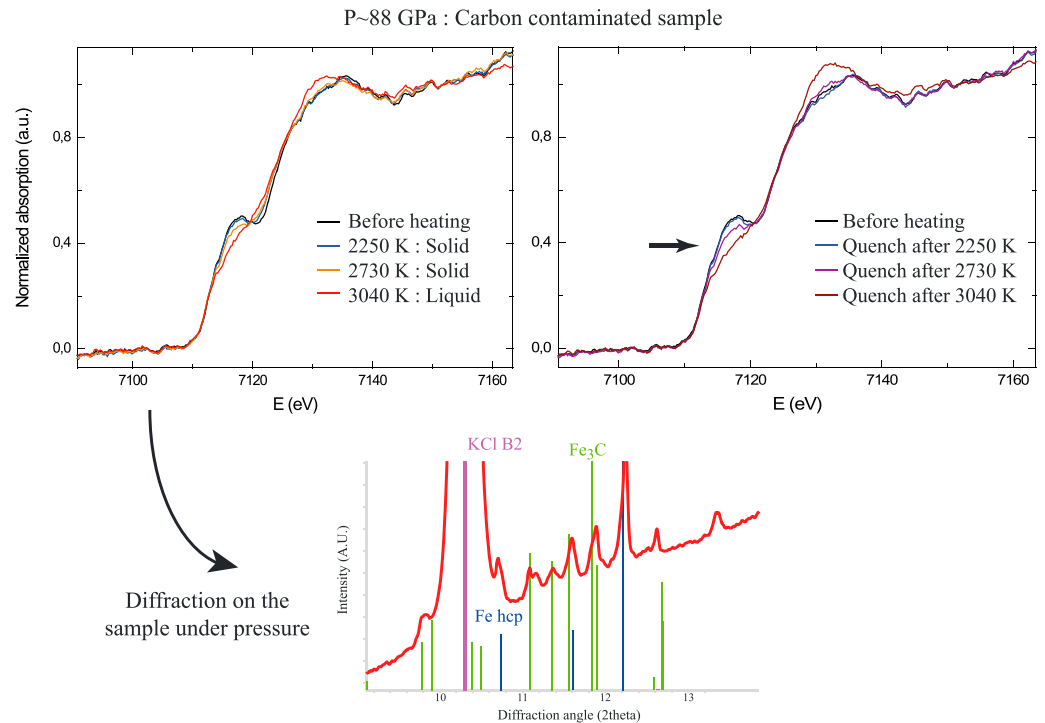 P~88 GPa : Carbon contaminated sample
Normalized absorption (a.u.)
0,8
0,4
0,0
7100
7120
7140
7160
E (eV)
Before heating
2250 K : Solid
2730 K : Solid
3040 K : Liquid
7100
7120
7140
7160
E (eV)
0,8
0,4
0,0
Before heating
Quench after 2250 K
Quench after 2730 K
Quench after 3040 K
Diffraction on the
sample under pressure
KCl B2
Fe3C
Fe hcp
Intensity (A.U.)
10
11
12
13
Diffraction angle (2theta)